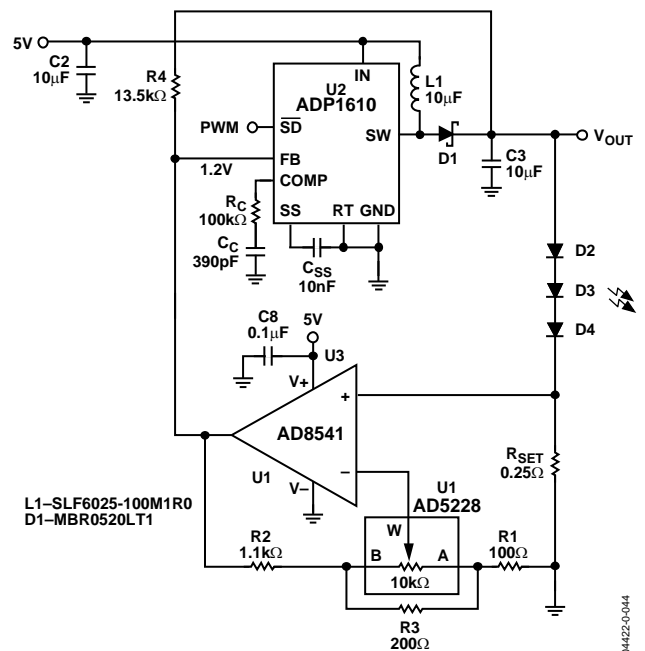 5V
C2
10μF
R4
13.5kΩ
IN
U2
ADP1610
L1
10μF
PWM
SD
SW
D1
VOUT
C3
10μF
1.2V
FB
COMP
RC
100kΩ
SS
RT
GND
CC
390pF
CSS
10nF
D2
D3
D4
C8
0.1μF
5V
U3
V+
+
AD8541
RSET
0.25Ω
U1
–
V–
U1
AD5228
L1–SLF6025-100M1R0
D1–MBR0520LT1
W
R2
1.1kΩ
B
A
10kΩ
R1
100Ω
R3
200Ω
04422-0-044